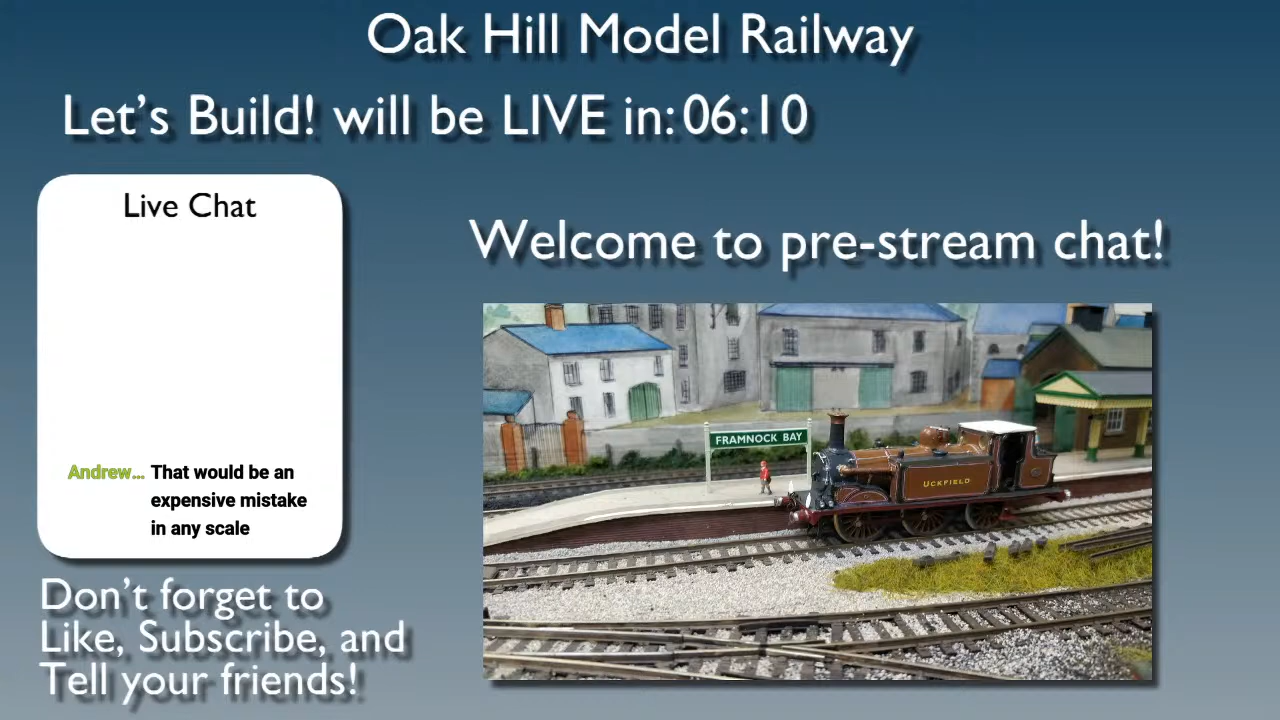 Oak Hill Model Railway
Let's Build! will be LIVE in: 06:10
Live Chat
Welcome to pre-stream chat!
FRAMNOCK BAY
UCKFIELD
Andrew... That would be an
expensive mistake
in any scale
Don't forget to
Like, Subscribe, and
Tell your friends!